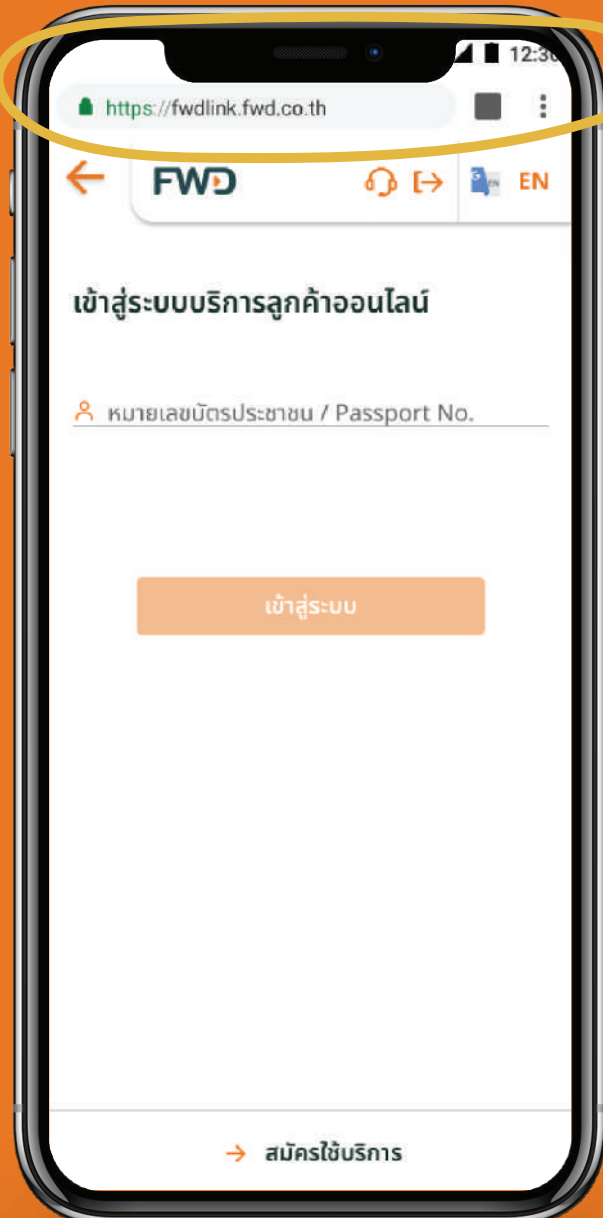 12:30
https://fwdlink.fwd.co.th
FWD EN
เข้าสู่ระบบบริการลูกค้าออนไลน์
หมายเลขบัตรประชาชน / Passport No.
เข้าสู่ระบบ
สมัครใช้บริการ